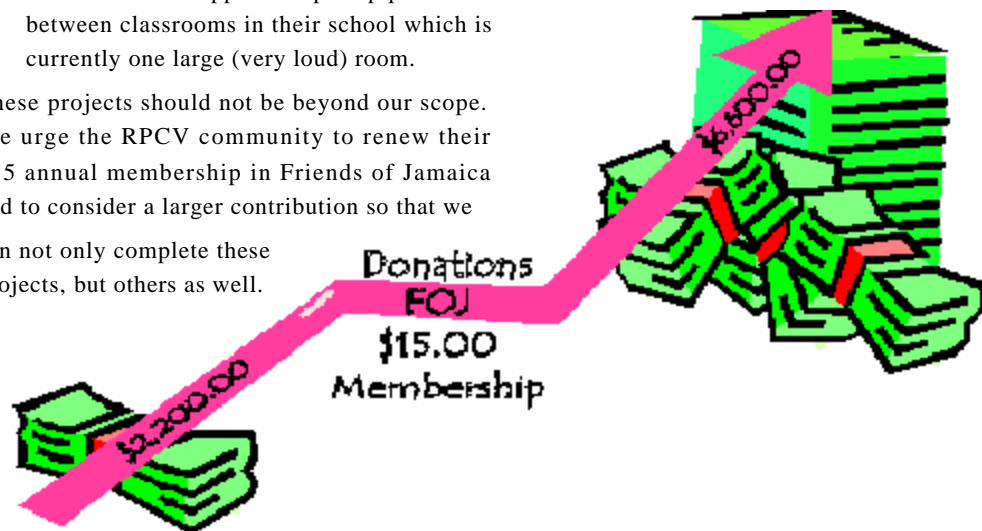 between classrooms in their school which is
currently one large (very loud) room.
hese projects should not be beyond our scope.
e urge the RPCV community to renew their
5 annual membership in Friends of Jamaica
d to consider a larger contribution so that we
n not only complete these
ojects, but others as well.
$6,600.00
Donations
FOJ
$15.00
Membership
$2,200.00